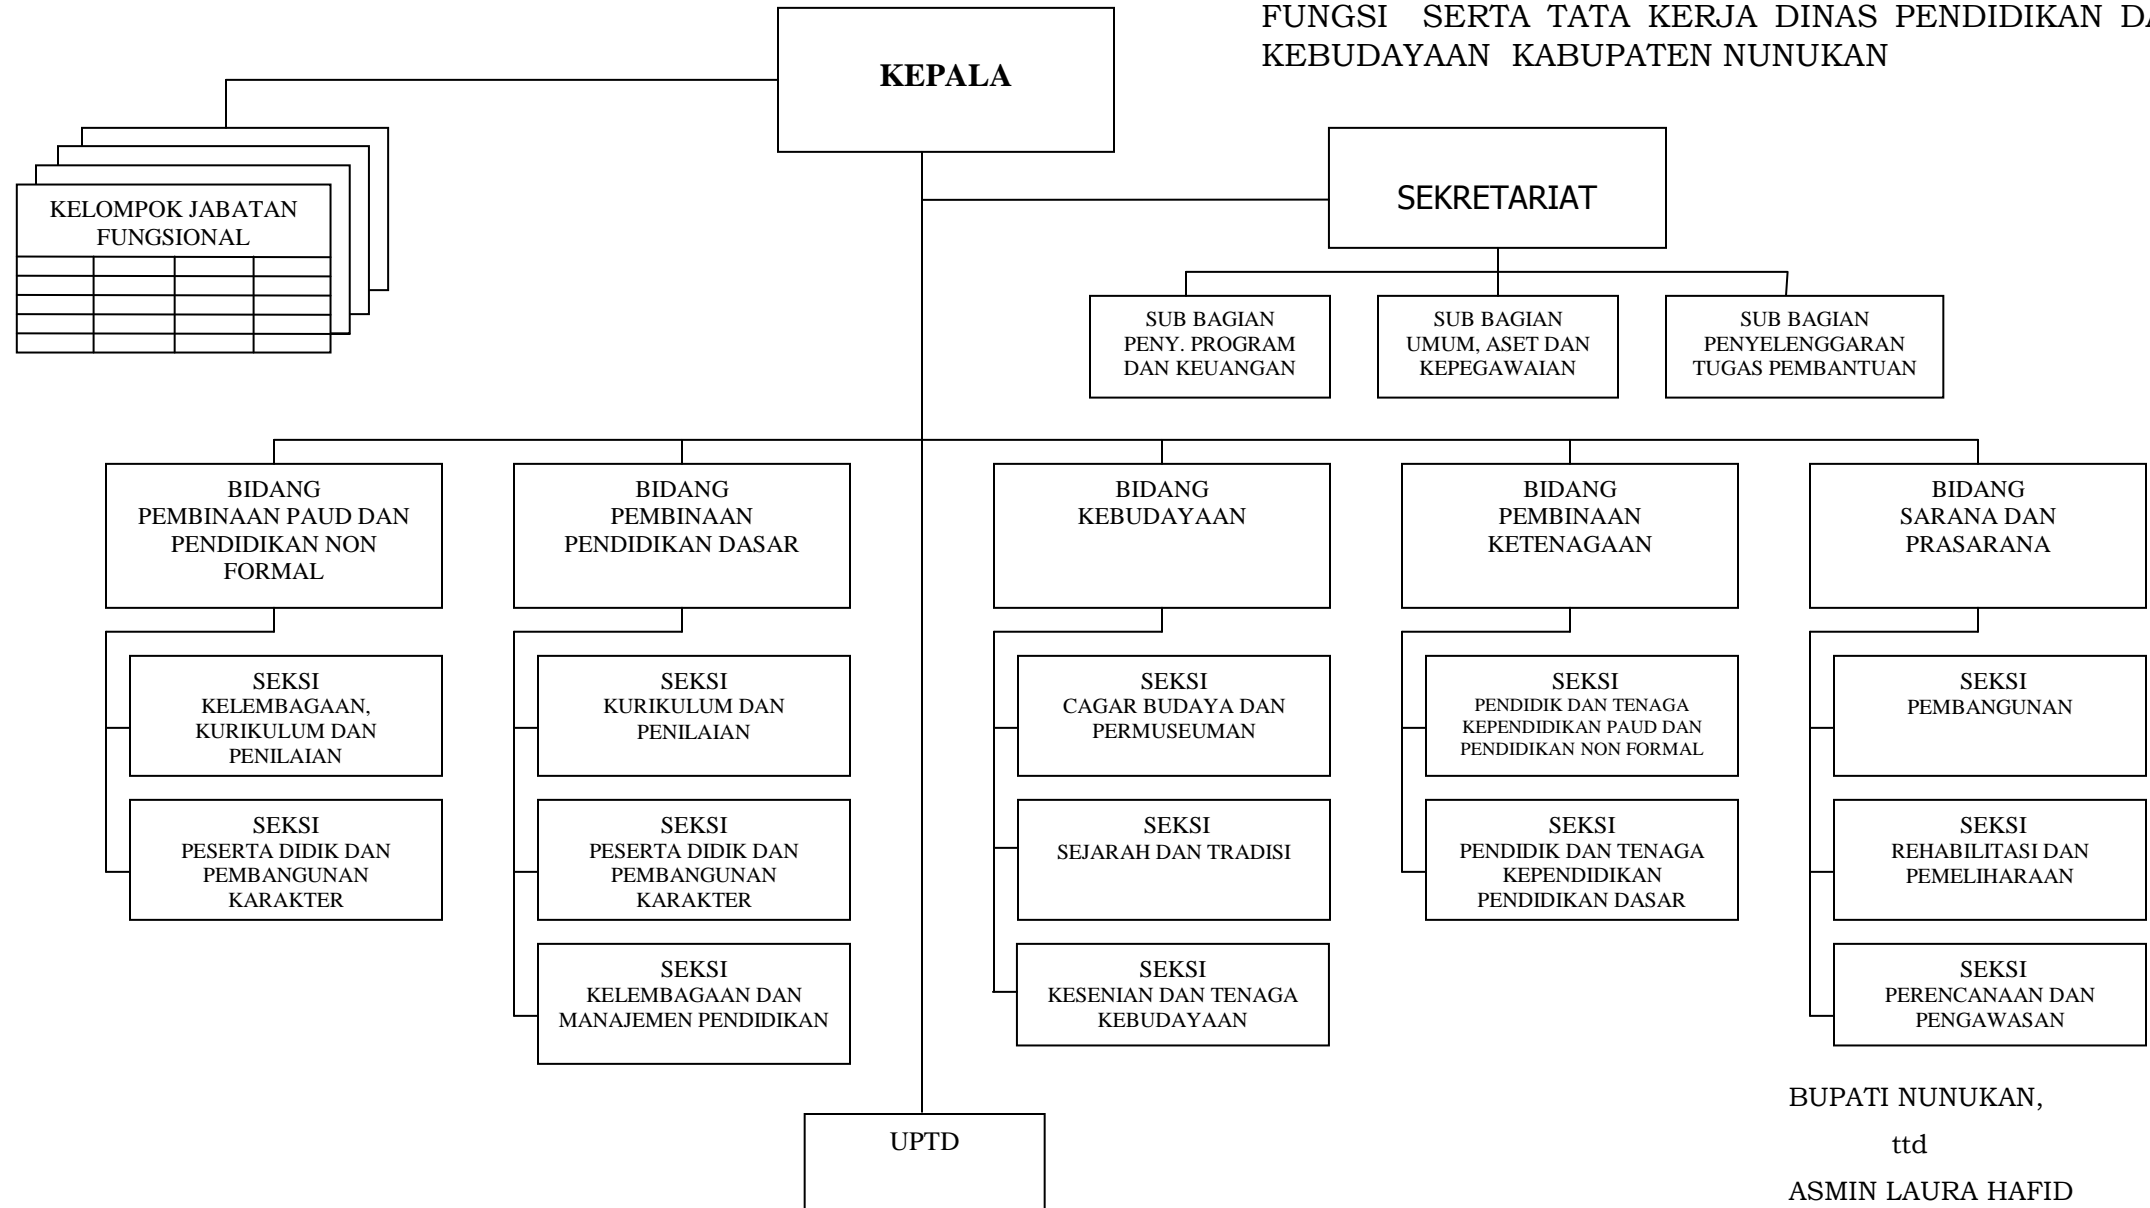 FUNGSI SERTA TATA KERJA DINAS PENDIDIKAN DA
KEBUDAYAAN KABUPATEN NUNUKAN
KEPALA
KELOMPOK JABATAN
FUNGSIONAL
SEKRETARIAT
SUB BAGIAN
PENY. PROGRAM
DAN KEUANGAN
SUB BAGIAN
UMUM, ASET DAN
KEPEGAWAIAN
SUB BAGIAN
PENYELENGGARAN
TUGAS PEMBANTUAN
BIDANG
PEMBINAAN PAUD DAN
PENDIDIKAN NON
FORMAL
BIDANG
PEMBINAAN
PENDIDIKAN DASAR
BIDANG
KEBUDAYAAN
BIDANG
PEMBINAAN
KETENAGAAN
BIDANG
SARANA DAN
PRASARANA
SEKSI
KELEMBAGAAN,
KURIKULUM DAN
PENILAIAN
SEKSI
KURIKULUM DAN
PENILAIAN
SEKSI
CAGAR BUDAYA DAN
PERMUSEUMAN
SEKSI
PENDIDIK DAN TENAGA
KEPENDIDIKAN PAUD DAN
PENDIDIKAN NON FORMAL
SEKSI
PEMBANGUNAN
SEKSI
PESERTA DIDIK DAN
PEMBANGUNAN
KARAKTER
SEKSI
PESERTA DIDIK DAN
PEMBANGUNAN
KARAKTER
SEKSI
SEJARAH DAN TRADISI
SEKSI
PENDIDIK DAN TENAGA
KEPENDIDIKAN
PENDIDIKAN DASAR
SEKSI
REHABILITASI DAN
PEMELIHARAAN
SEKSI
KELEMBAGAAN DAN
MANAJEMEN PENDIDIKAN
SEKSI
KESENIAN DAN TENAGA
KEBUDAYAAN
SEKSI
PERENCANAAN DAN
PENGAWASAN
UPTD
BUPATI NUNUKAN,
ttd
ASMIN LAURA HAFID